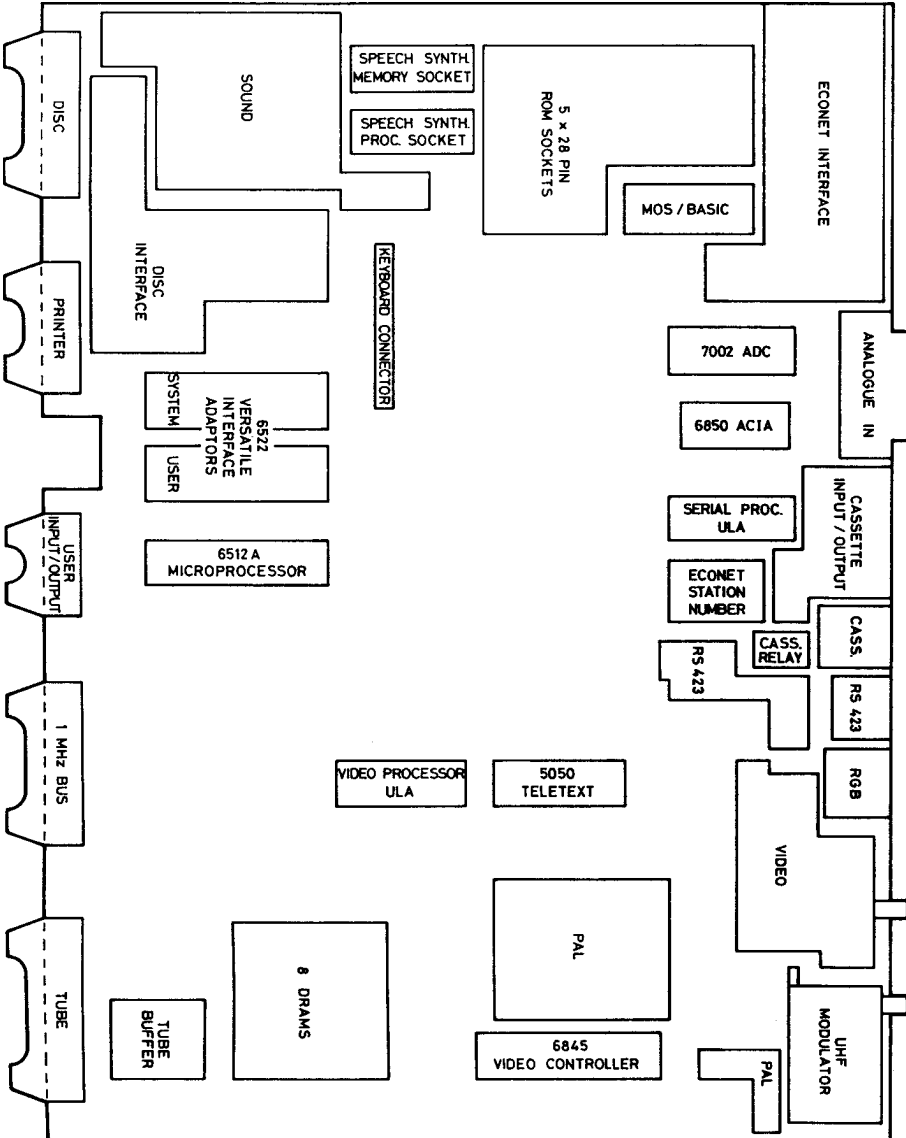 SPEECH SYNTH.
MEMORY SOCKET
SPEECH SYNTH.
PROC. SOCKET
SOUND
DISC
5 x 28 PIN
ROM SOCKETS
ECONET INTERFACE
MOS / BASIC
DISC
INTERFACE
PRINTER
KEYBOARD CONNECTOR
7002 ADC
ANALOGUE IN
6850 ACIA
6522
VERSATILE
INTERFACE
ADAPTORS
SYSTEM
USER
SERIAL PROC.
ULA
CASSETTE
INPUT / OUTPUT
USER
INPUT/OUTPUT
6512 A
MICROPROCESSOR
ECONET
STATION
NUMBER
CASS.
RELAY
CASS.
RS 423
RS 423
1 MHz BUS
VIDEO PROCESSOR
ULA
5050
TELETEXT
RGB
VIDEO
PAL
8 DRAMS
TUBE
TUBE
BUFFER
6845
VIDEO CONTROLLER
PAL
UHF
MODULATOR